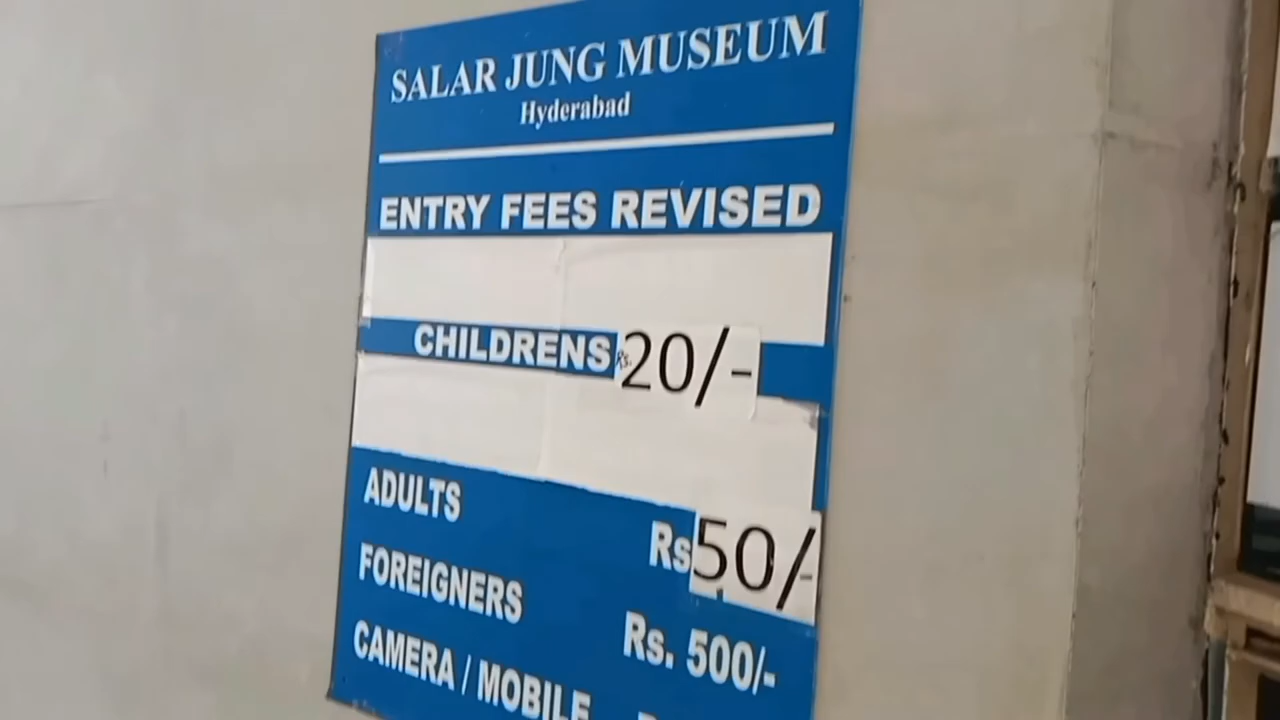 SALAR JUNG MUSEUM
Hyderabad
ENTRY FEES REVISED
CHILDRENS Rs. 20/-
ADULTS Rs 50/-
FOREIGNERS Rs. 500/-
CAMERA / MOBILE